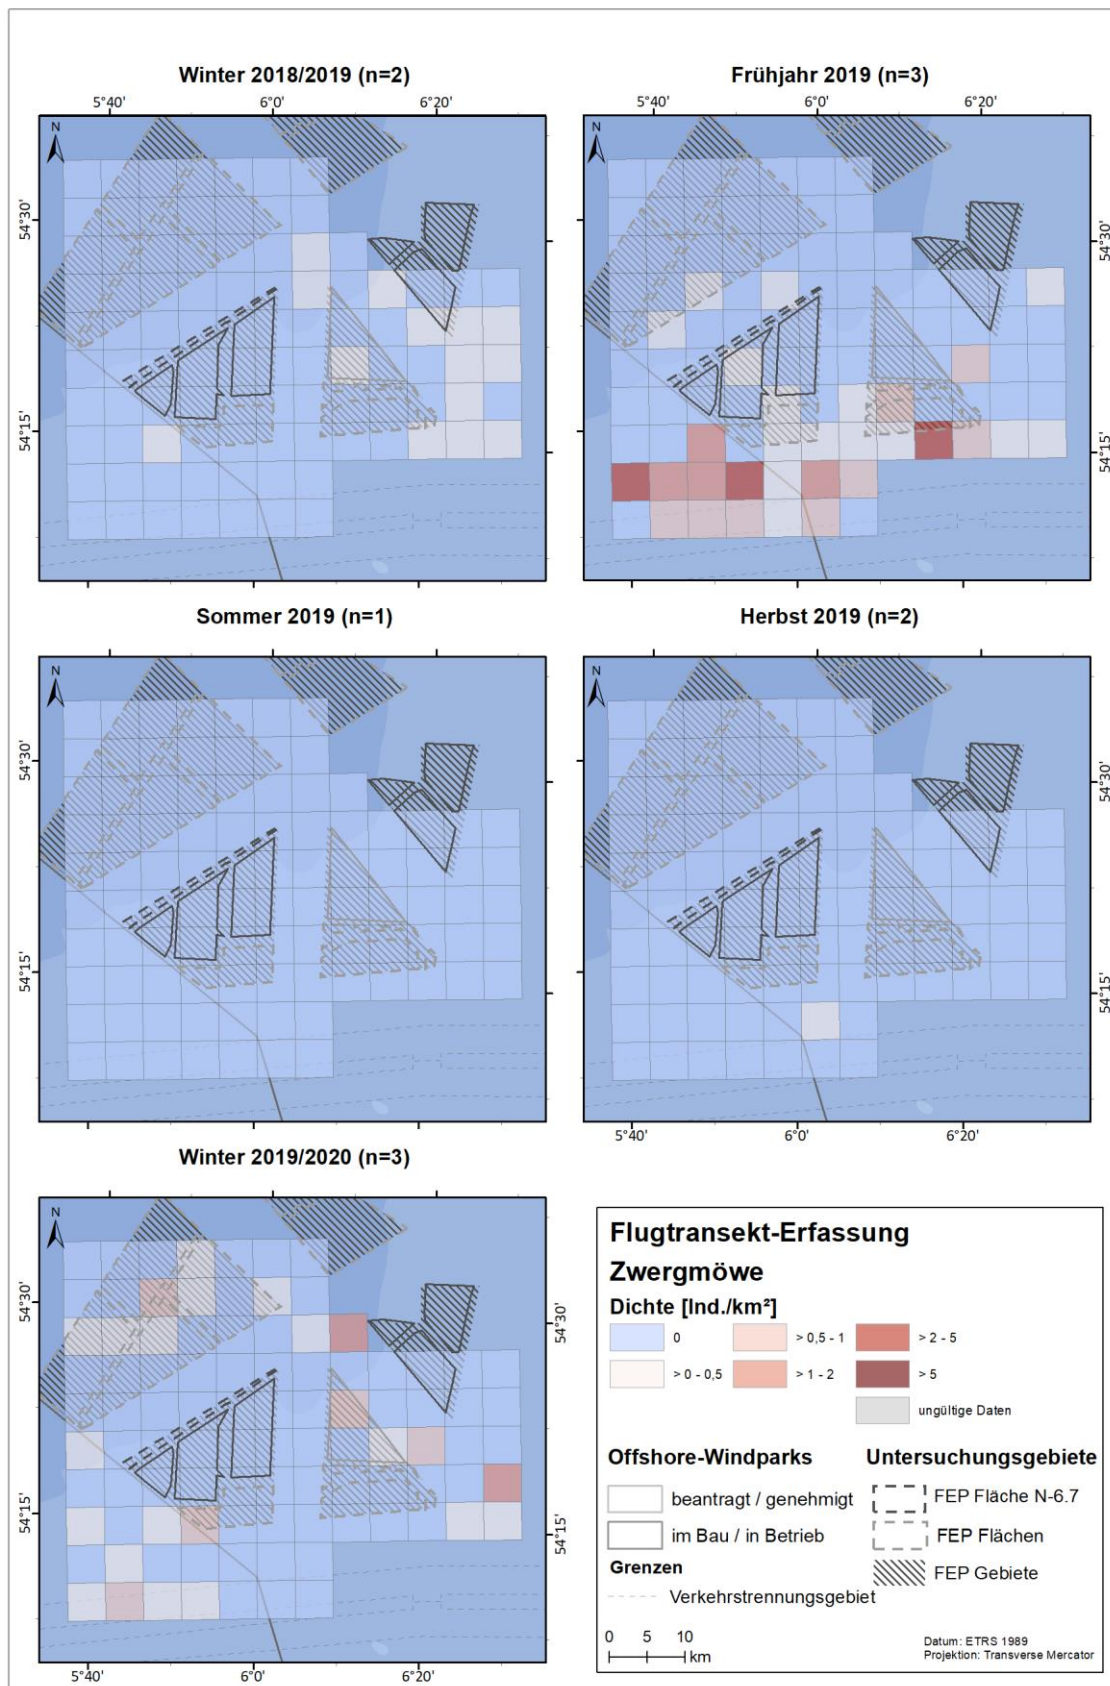 Winter 2018/2019 (n=2)
5°40' 6°0' 6°20'
N
54°30'
54°15'
Frühjahr 2019 (n=3)
5°40' 6°0' 6°20'
N
54°30'
54°15'
Sommer 2019 (n=1)
N
54°30'
54°15'
Herbst 2019 (n=2)
N
54°30'
54°15'
5°40' 6°0' 6°20'
Winter 2019/2020 (n=3)
N
54°30'
54°30'
54°15'
54°15'
5°40' 6°0' 6°20'
Flugtransekt-Erfassung
Zwergmöwe
Dichte [Ind./km²]
0 > 0,5 - 1 > 2 - 5
> 0 - 0,5 > 1 - 2 > 5
ungültige Daten
Offshore-Windparks
beantragt / genehmigt
im Bau / in Betrieb
Grenzen
Verkehrstrennungsgebiet
Untersuchungsgebiete
FEP Fläche N-6.7
FEP Flächen
FEP Gebiete
0 5 10
km
Datum: ETRS 1989
Projektion: Transverse Mercator